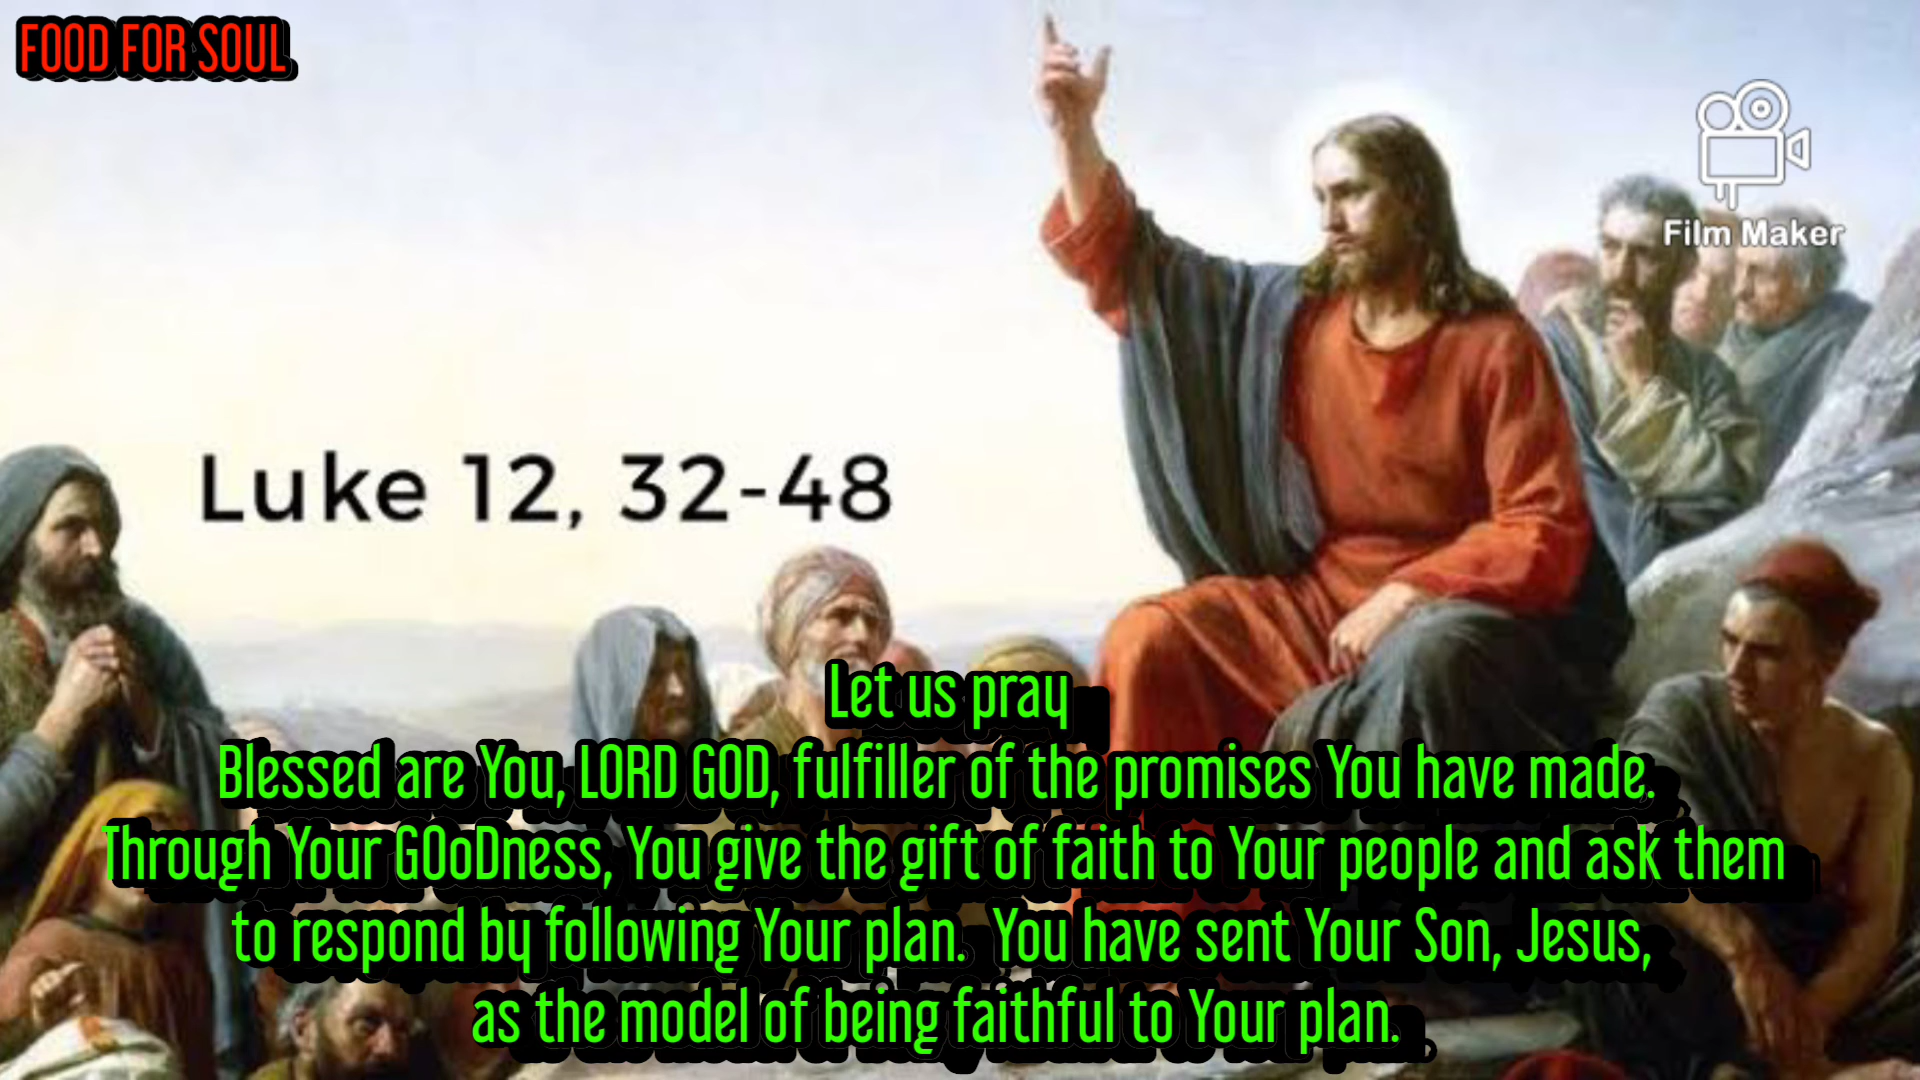 FOOD FOR SOUL
Film Maker
Luke 12, 32-48
Let us pray
Blessed are You, LORD GOD, fulfiller of the promises You have made.
Through Your GOoDness, You give the gift of faith to Your people and ask them
to respond by following Your plan.  You have sent Your Son, Jesus,
as the model of being faithful to Your plan.